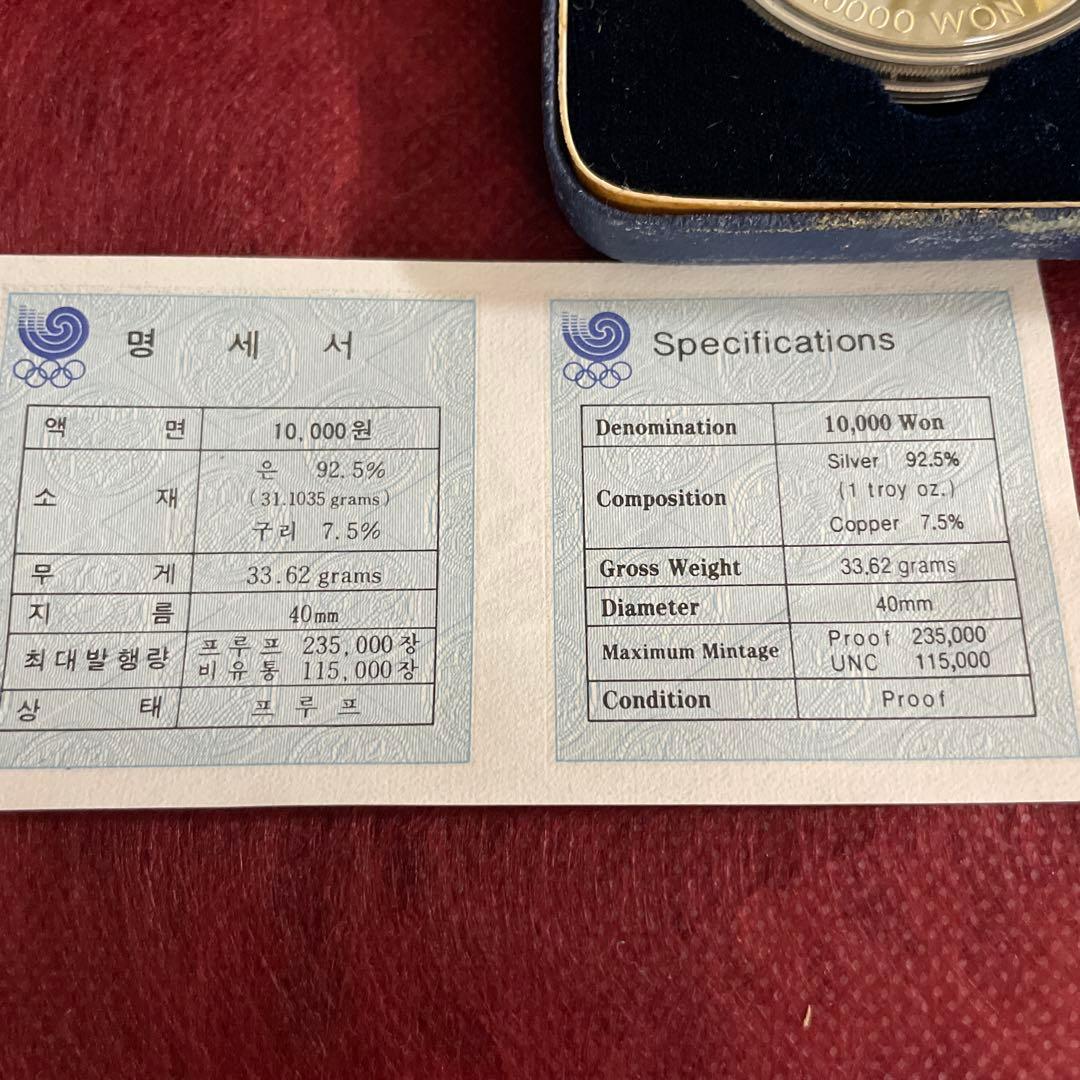 10000 WON
명 세 서
액 면 10,000원
소 재 은 92.5%
(31.1035 grams)
구리 7.5%
무 게 33.62 grams
지 름 40mm
최대발행량 프루프 235,000장
비유통 115,000장
상 태 프 루 프
Specifications
Denomination 10,000 Won
Composition Silver 92.5%
(1 troy oz.)
Copper 7.5%
Gross Weight 33.62 grams
Diameter 40mm
Maximum Mintage Proof 235,000
UNC 115,000
Condition Proof